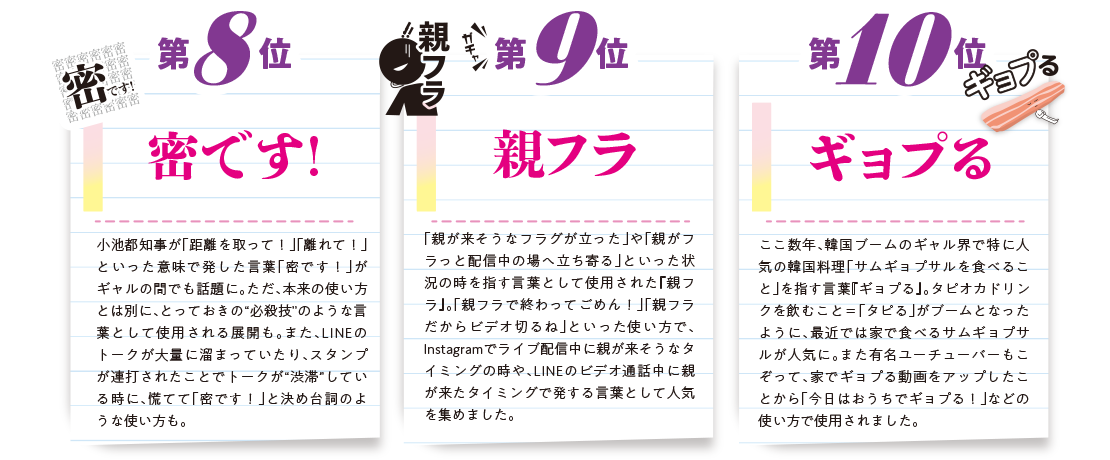 第8位
密です!
密です!
小池都知事が「距離を取って！」「離れて！」
といった意味で発した言葉「密です！」が
ギャルの間でも話題に。ただ、本来の使い方
とは別に、とっておきの“必殺技”のような言
葉として使用される展開も。また、LINEの
トークが大量に溜まっていたり、スタンプ
が連打されたことでトークが“渋滞”してい
る時に、慌てて「密です！」と決め台詞のよ
うな使い方も。
第9位
親フラ
ガチャッ
親フラ
「親が来そうなフラグが立った」や「親がフ
ラっと配信中の場へ立ち寄る」といった状
況の時を指す言葉として使用された『親フ
ラ』。「親フラで終わってごめん！」「親フラ
だからビデオ切るね」といった使い方で、
Instagramでライブ配信中に親が来そうなタ
イミングの時や、LINEのビデオ通話中に親
が来たタイミングで発する言葉として人気
を集めました。
第10位
ギョプる
ギョプる
ここ数年、韓国ブームのギャル界で特に人
気の韓国料理「サムギョプサルを食べるこ
と」を指す言葉『ギョプる』。タピオカドリン
クを飲むこと＝「タピる」がブームとなった
ように、最近では家で食べるサムギョプサ
ルが人気に。また有名ユーチューバーもこ
ぞって、家でギョプる動画をアップしたこ
とから「今日はおうちでギョプる！」などの
使い方で使用されました。